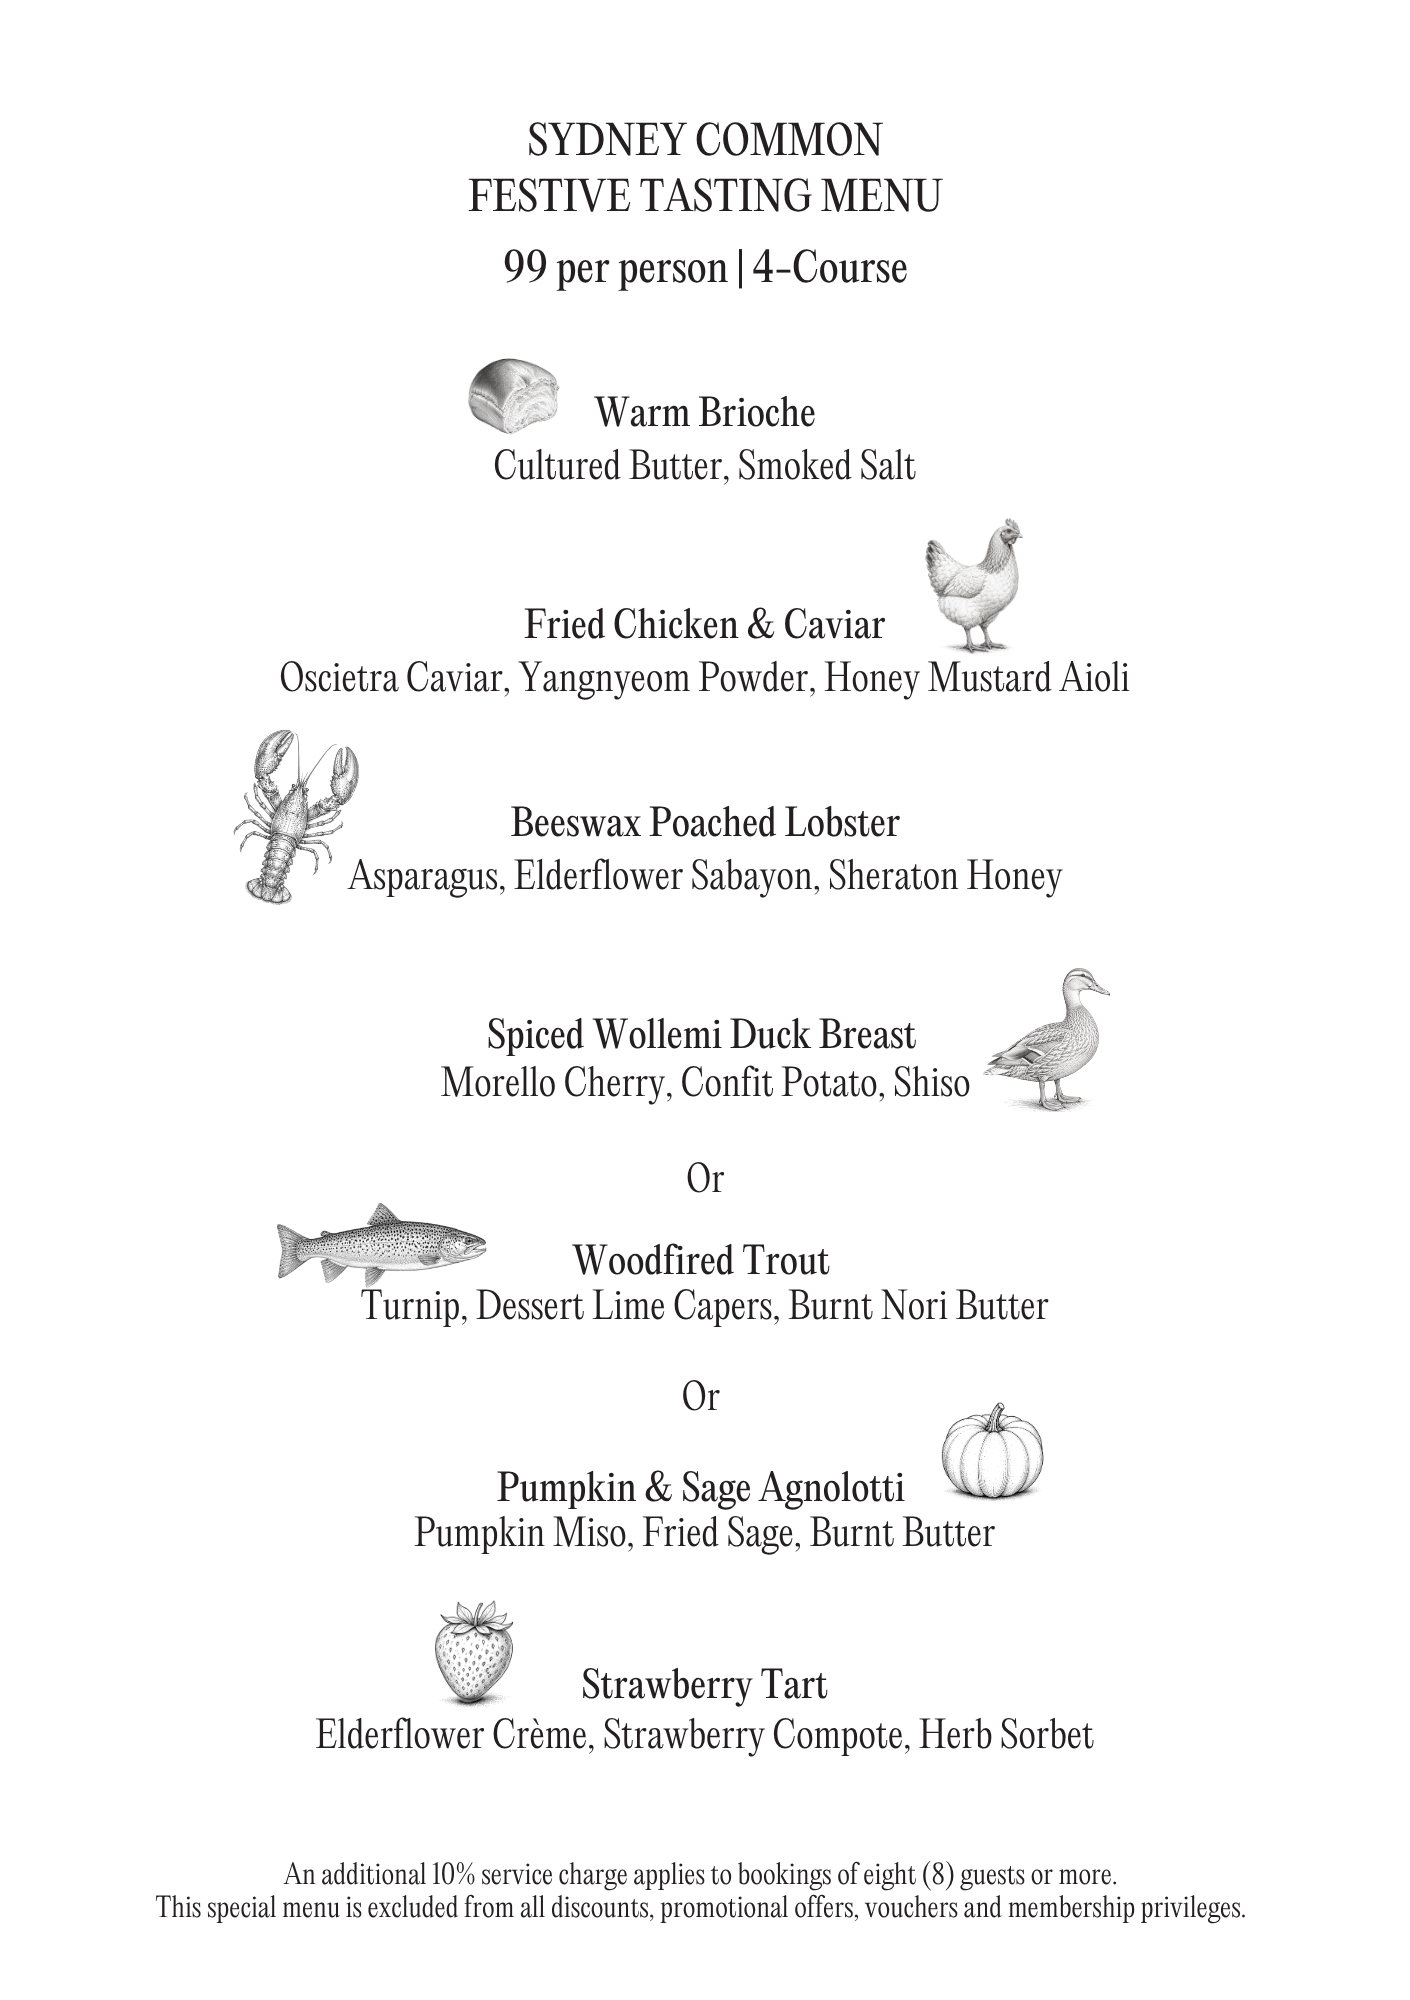 SYDNEY COMMON
FESTIVE TASTING MENU
99 per person | 4-Course
Warm Brioche
Cultured Butter, Smoked Salt
Fried Chicken & Caviar
Oscietra Caviar, Yangnyeom Powder, Honey Mustard Aioli
Beeswax Poached Lobster
Asparagus, Elderflower Sabayon, Sheraton Honey
Spiced Wollemi Duck Breast
Morello Cherry, Confit Potato, Shiso
Or
Woodfired Trout
Turnip, Dessert Lime Capers, Burnt Nori Butter
Or
Pumpkin & Sage Agnolotti
Pumpkin Miso, Fried Sage, Burnt Butter
Strawberry Tart
Elderflower Crème, Strawberry Compote, Herb Sorbet
An additional 10% service charge applies to bookings of eight (8) guests or more.
This special menu is excluded from all discounts, promotional offers, vouchers and membership privileges.